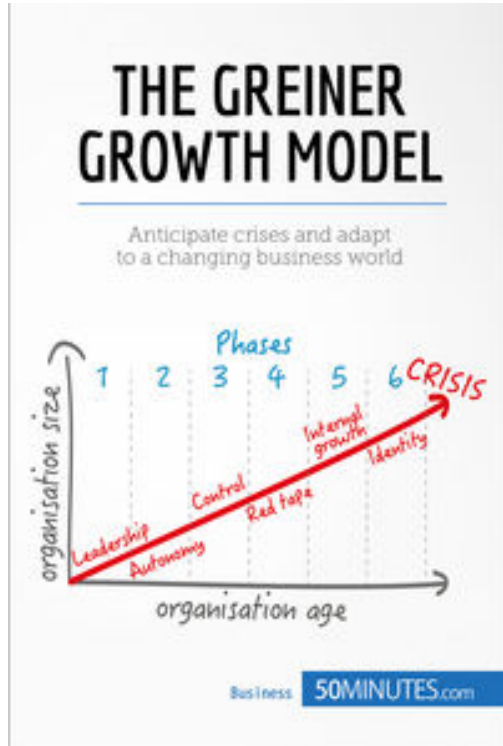 THE GREINER
GROWTH MODEL
Anticipate crises and adapt
to a changing business world
Phases
1 2 3 4 5 6 CRISIS
organisation size
Leadership
Autonomy
Control
Red tape
Internal
growth
Identity
organisation age
Business 50MINUTES.com